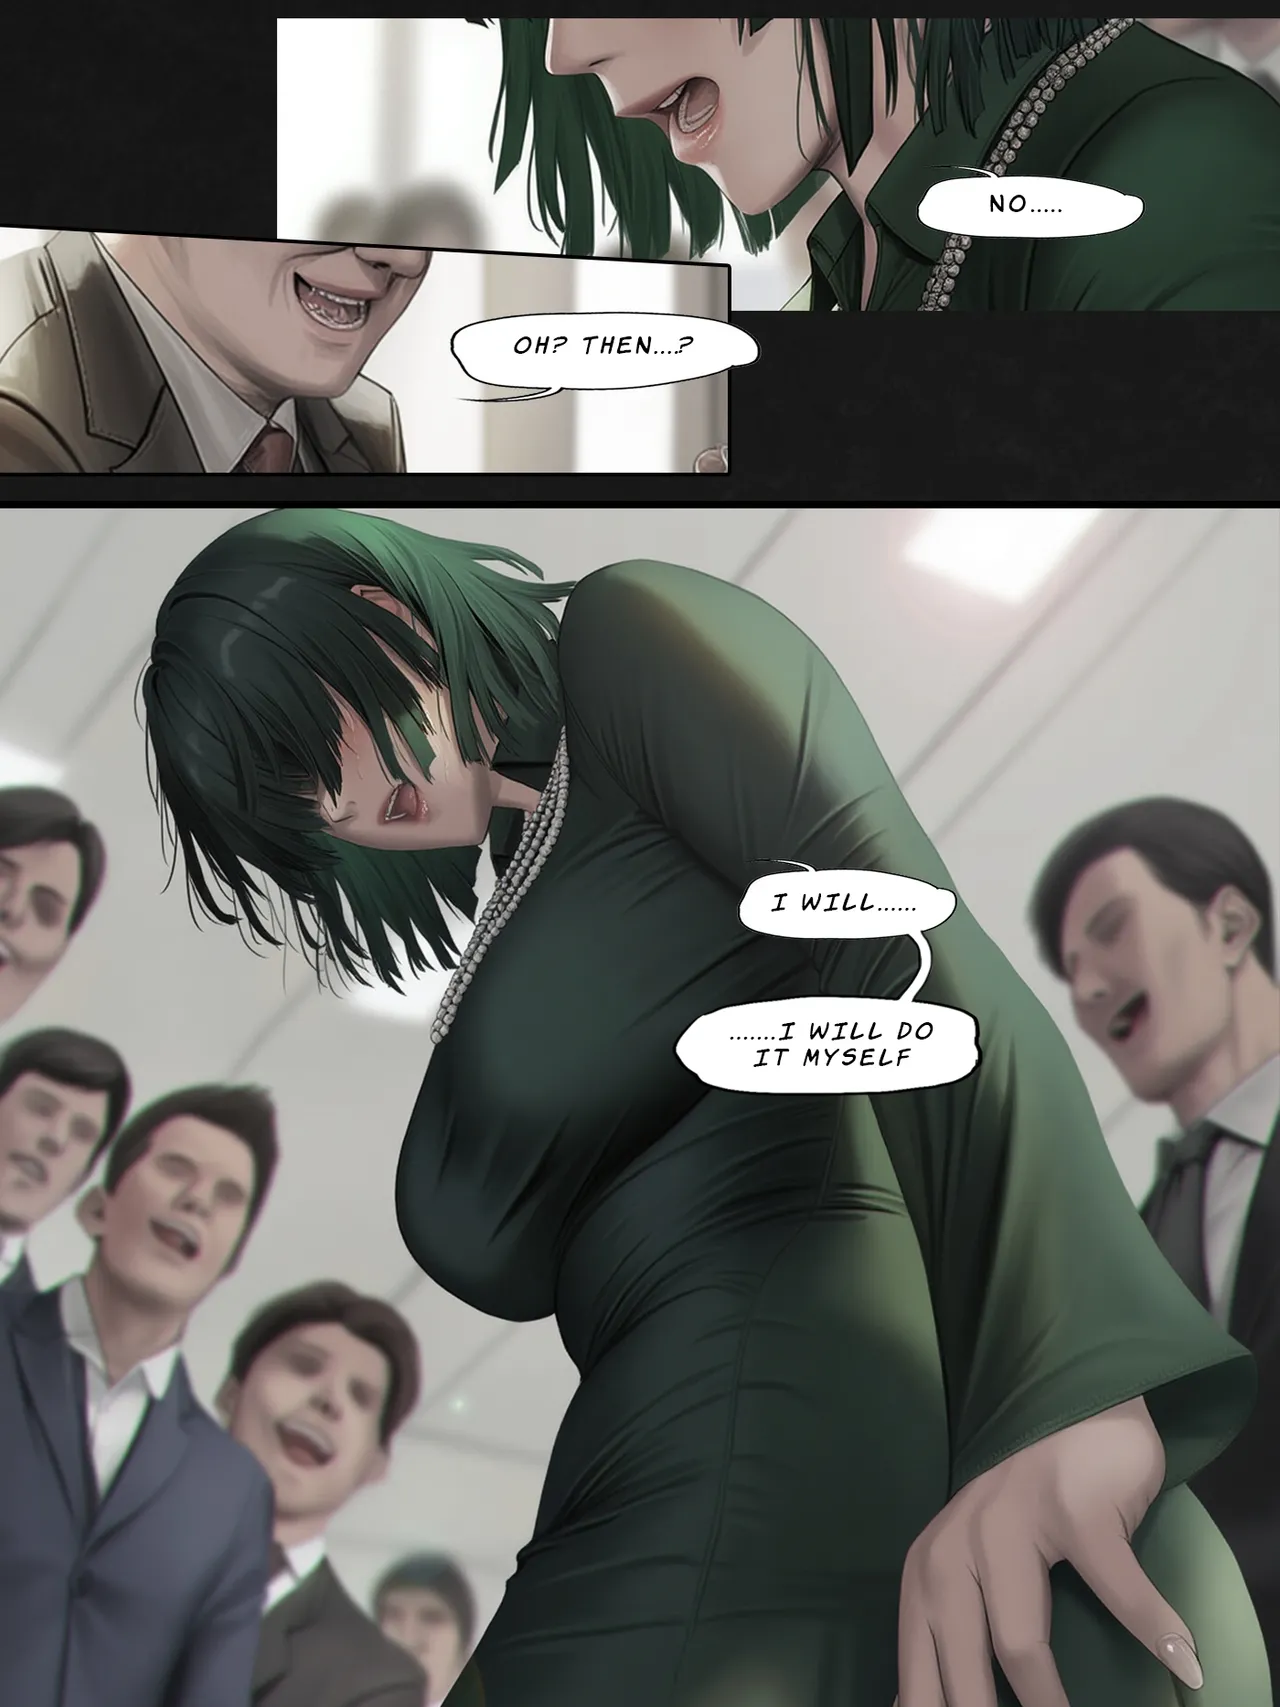 NO.....
OH? THEN....?
I WILL......
.......I WILL DO
IT MYSELF